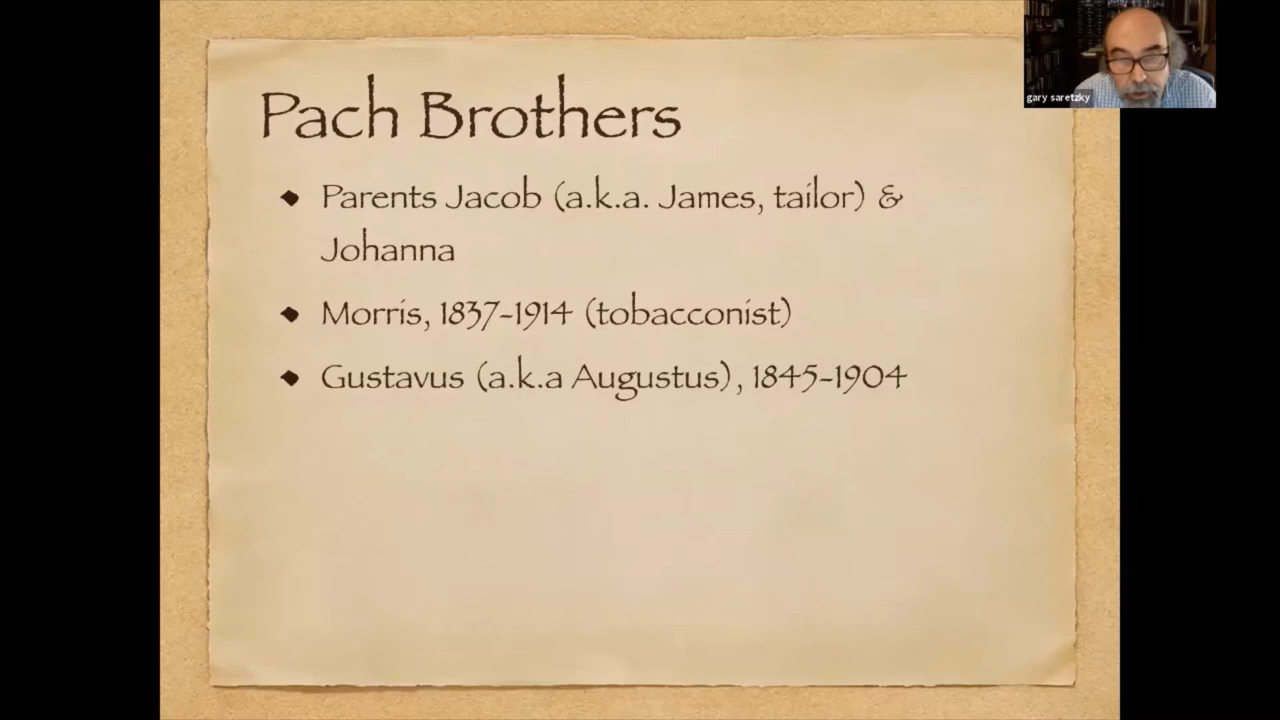 Pach Brothers
Parents Jacob (a.k.a. James, tailor) &
Johanna
Morris, 1837-1914 (tobacconist)
Gustavus (a.k.a Augustus), 1845-1904
gary saretzky